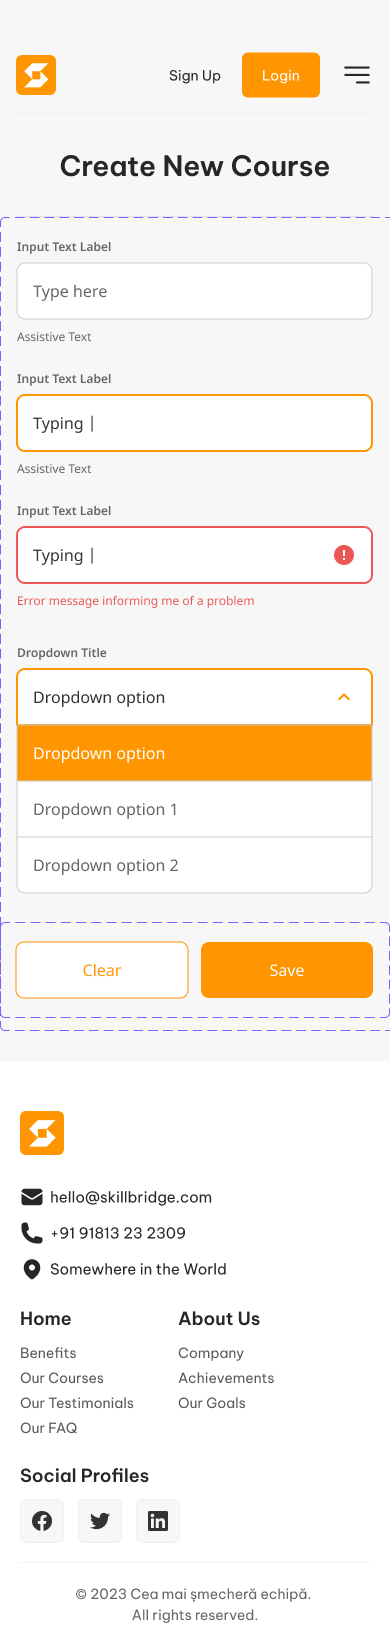 Sign Up
Login
Create New Course
Input Text Label
Type here
Assistive Text
Input Text Label
Typing |
Assistive Text
Input Text Label
Typing |
Error message informing me of a problem
Dropdown Title
Dropdown option
Dropdown option
Dropdown option 1
Dropdown option 2
Clear
Save
hello@skillbridge.com
+91 91813 23 2309
Somewhere in the World
Home
About Us
Benefits
Company
Our Courses
Achievements
Our Testimonials
Our Goals
Our FAQ
Social Profiles
© 2023 Cea mai șmecheră echipă.
All rights reserved.